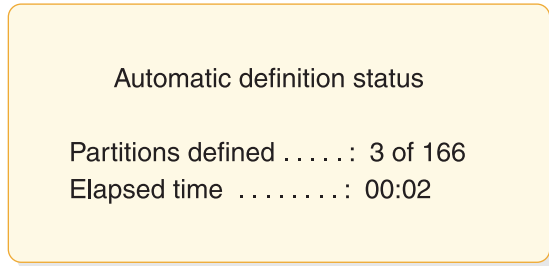 Automatic definition status
Partitions defined . . . . . : 3 of 166
Elapsed time . . . . . . . . : 00:02